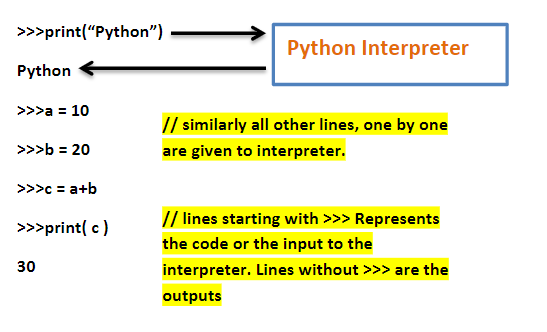 >>>print(“Python”)
Python Interpreter
Python
>>>a = 10
// similarly all other lines, one by one
are given to interpreter.
>>>b = 20
>>>c = a+b
>>>print( c )
// lines starting with >>> Represents
the code or the input to the
interpreter. Lines without >>> are the
outputs
30